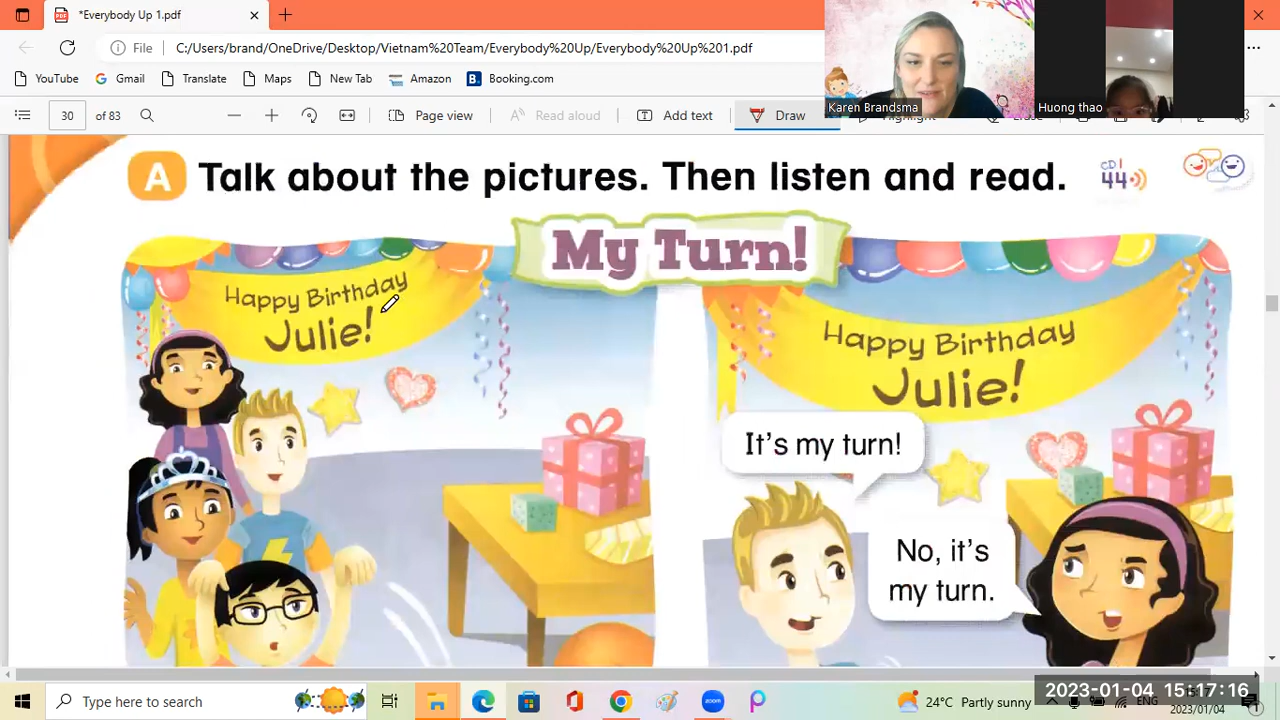 *Everybody Up 1.pdf
File
C:/Users/brand/OneDrive/Desktop/Vietnam%20Team/Everybody%20Up/Everybody%20Up%201.pdf
YouTube
Gmail
Translate
Maps
New Tab
Amazon
Booking.com
Karen Brandsma
Huong thao
30 of 83
Page view
Read aloud
Add text
Draw
A Talk about the pictures. Then listen and read.
CD 1
44
My Turn!
Happy Birthday
Julie!
Happy Birthday
Julie!
It's my turn!
No, it's
my turn.
Type here to search
zoom
24°C Partly sunny
ENG
2023-01-04 15:17:16
2023/01/04